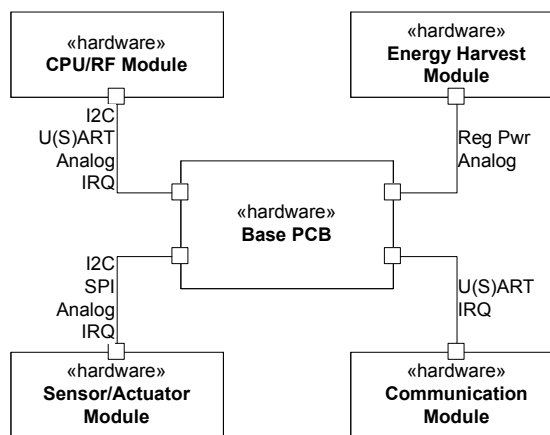 «hardware»
CPU/RF Module
«hardware»
Energy Harvest
Module
I2C
U(S)ART
Analog
IRQ
Reg Pwr
Analog
«hardware»
Base PCB
I2C
SPI
Analog
IRQ
U(S)ART
IRQ
«hardware»
Sensor/Actuator
Module
«hardware»
Communication
Module